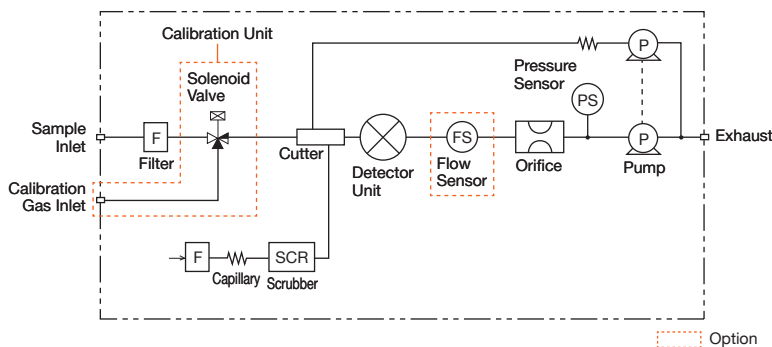 Calibration Unit
Solenoid
Valve
Pressure
Sensor
P
PS
Sample
Inlet
F
Filter
Cutter
Detector
Unit
FS
Flow
Sensor
Orifice
P
Pump
Exhaust
Calibration
Gas Inlet
F
Capillary
SCR
Scrubber
Option